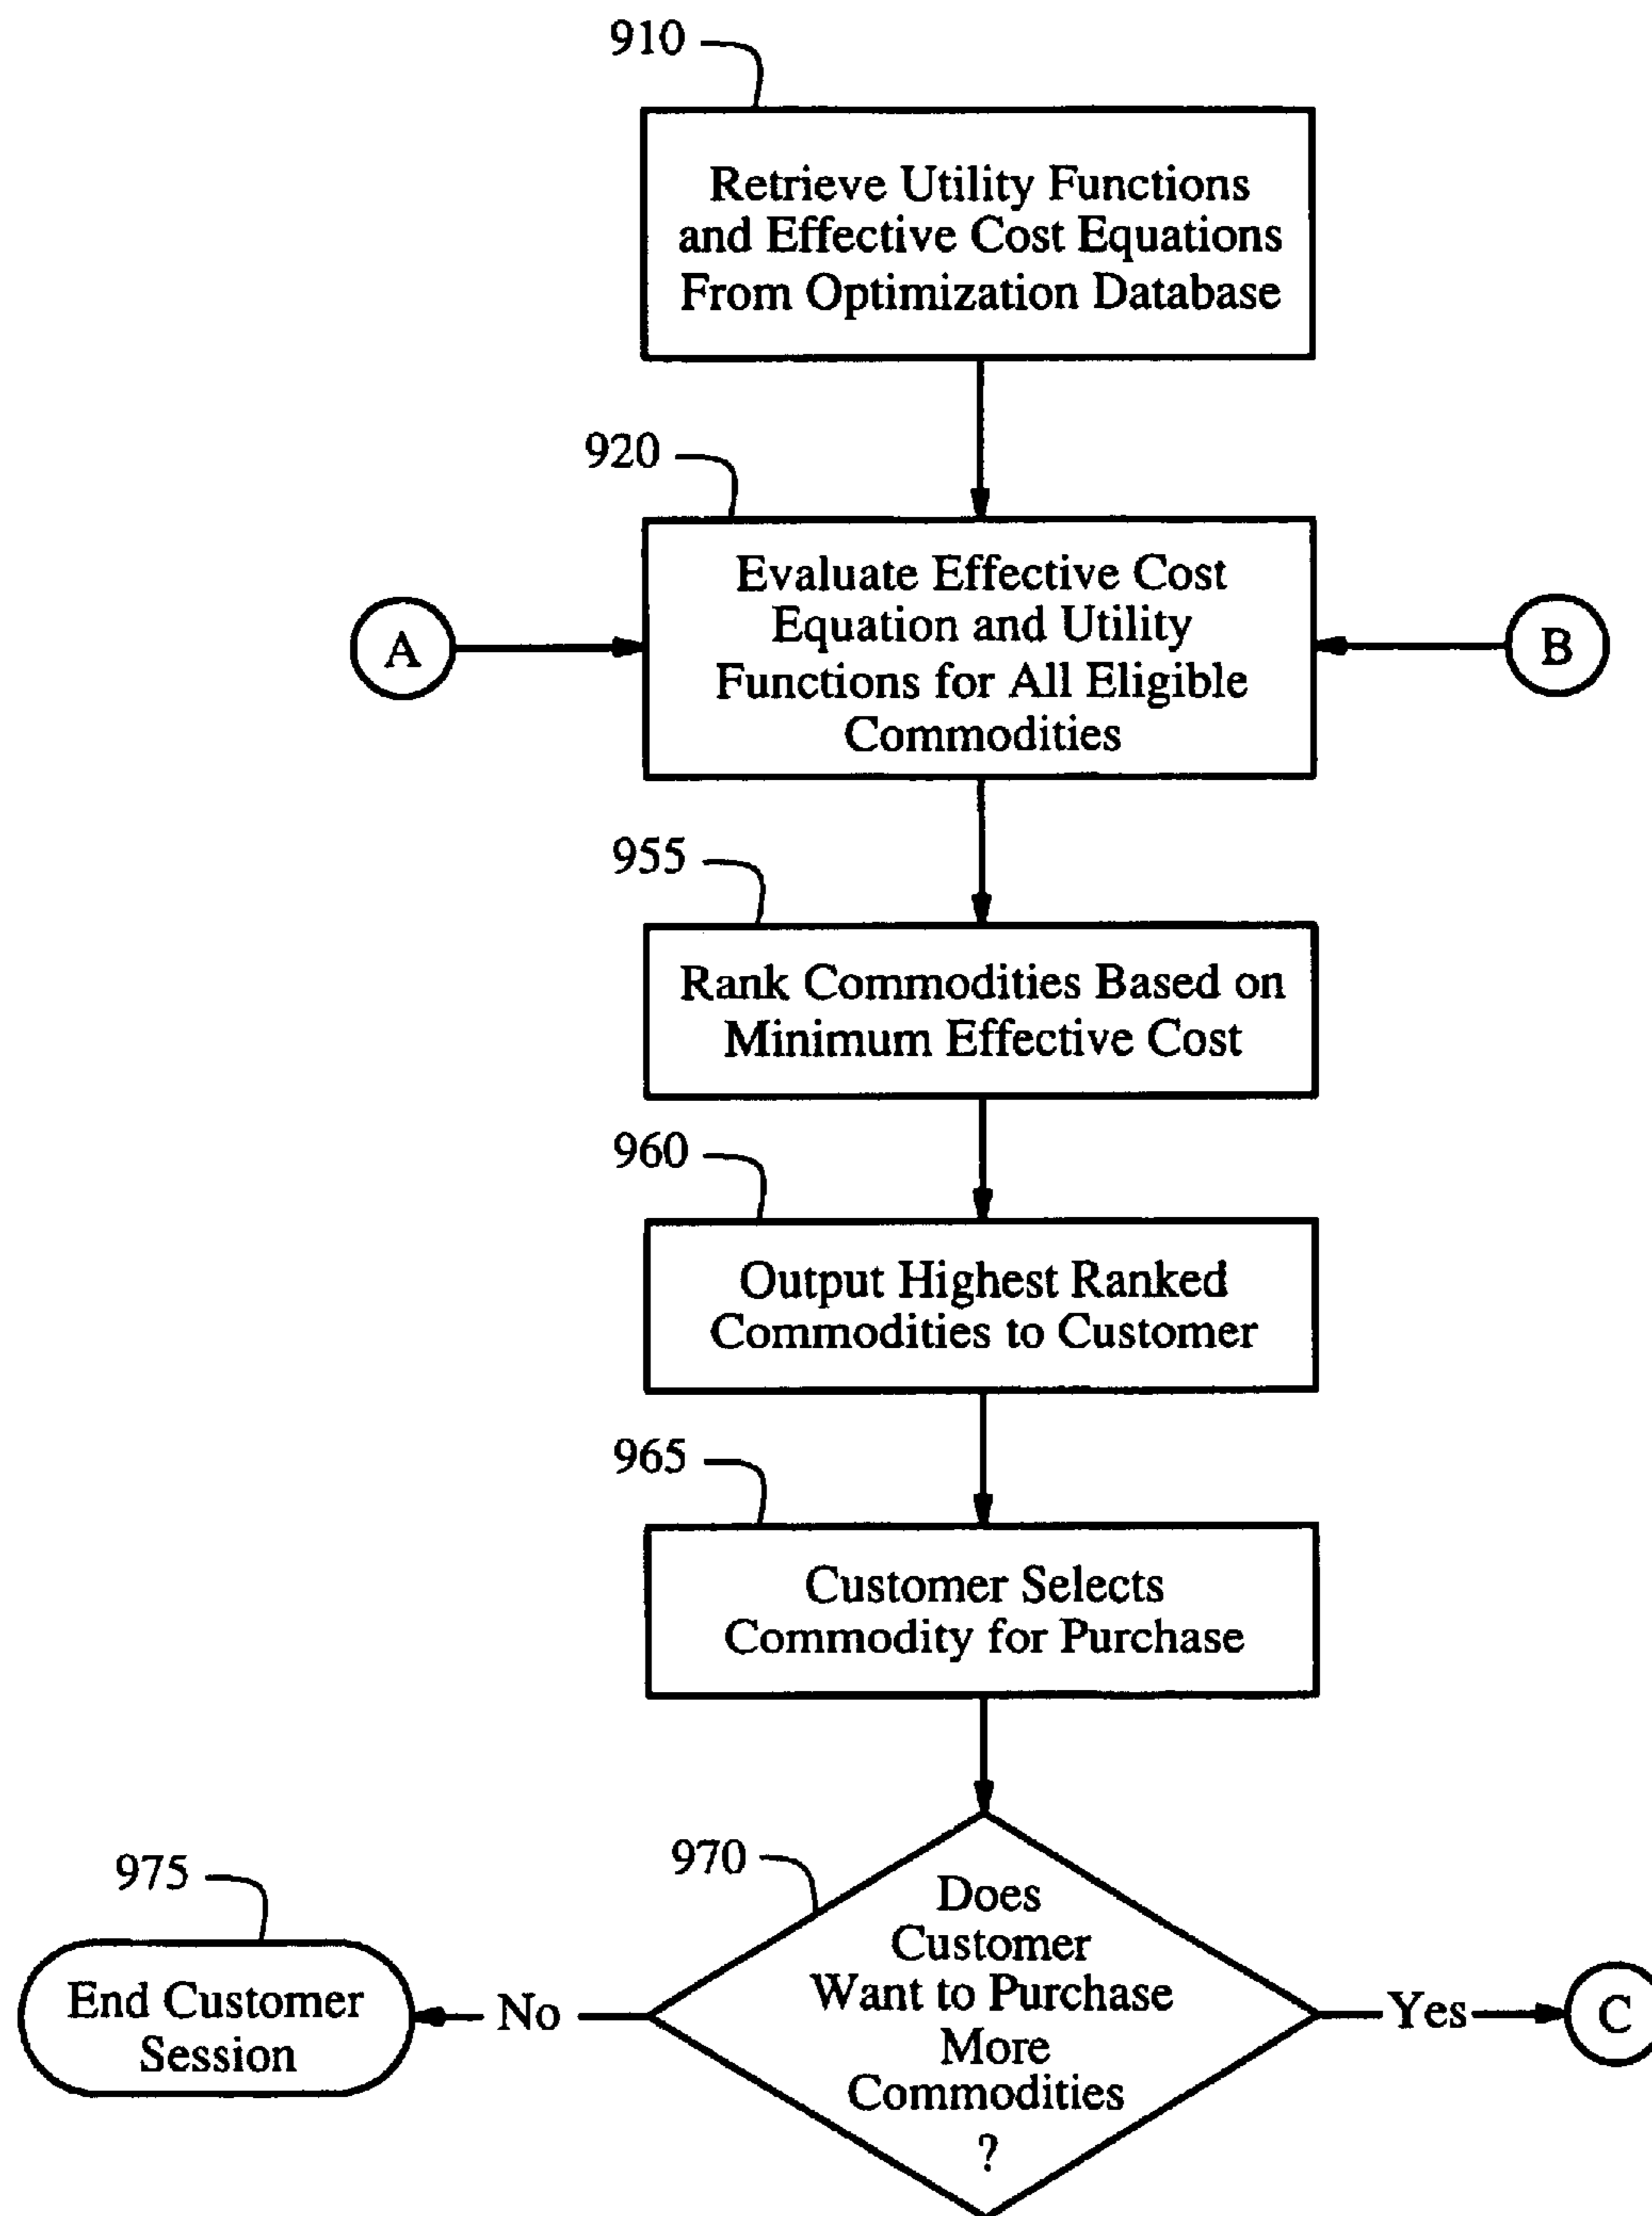 910
Retrieve Utility Functions
and Effective Cost Equations
From Optimization Database
920
Evaluate Effective Cost
Equation and Utility
Functions for All Eligible
Commodities
A
B
955
Rank Commodities Based on
Minimum Effective Cost
960
Output Highest Ranked
Commodities to Customer
965
Customer Selects
Commodity for Purchase
970
Does
Customer
Want to Purchase
More
Commodities
?
975
End Customer
Session
No
Yes
C